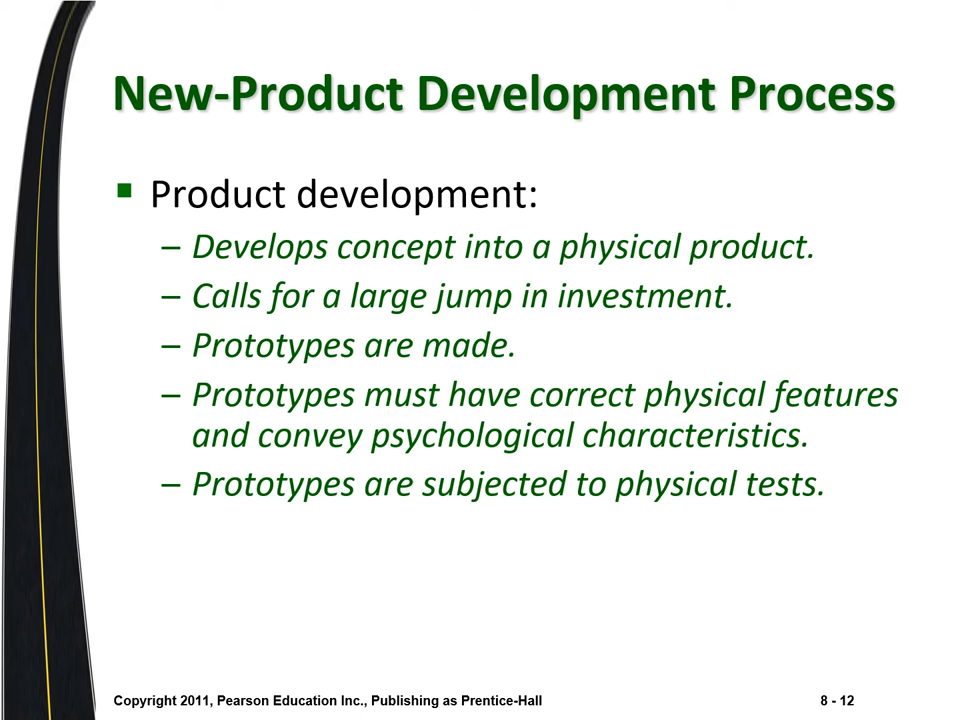 New-Product Development Process
▪ Product development:
– Develops concept into a physical product.
– Calls for a large jump in investment.
– Prototypes are made.
– Prototypes must have correct physical features
and convey psychological characteristics.
– Prototypes are subjected to physical tests.
Copyright 2011, Pearson Education Inc., Publishing as Prentice-Hall
8 - 12